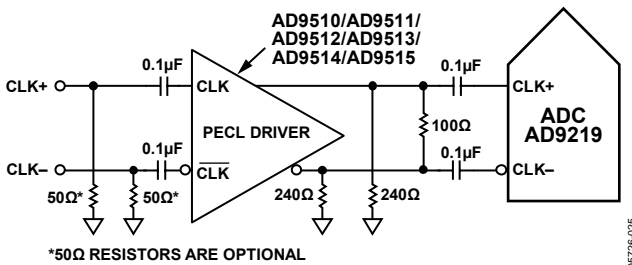 AD9510/AD9511/
AD9512/AD9513/
AD9514/AD9515
0.1µF
0.1µF
CLK+
CLK
CLK+
ADC
AD9219
PECL DRIVER
100Ω
0.1µF
0.1µF
CLK–
CLK
CLK–
50Ω*
50Ω*
240Ω
240Ω
*50Ω RESISTORS ARE OPTIONAL